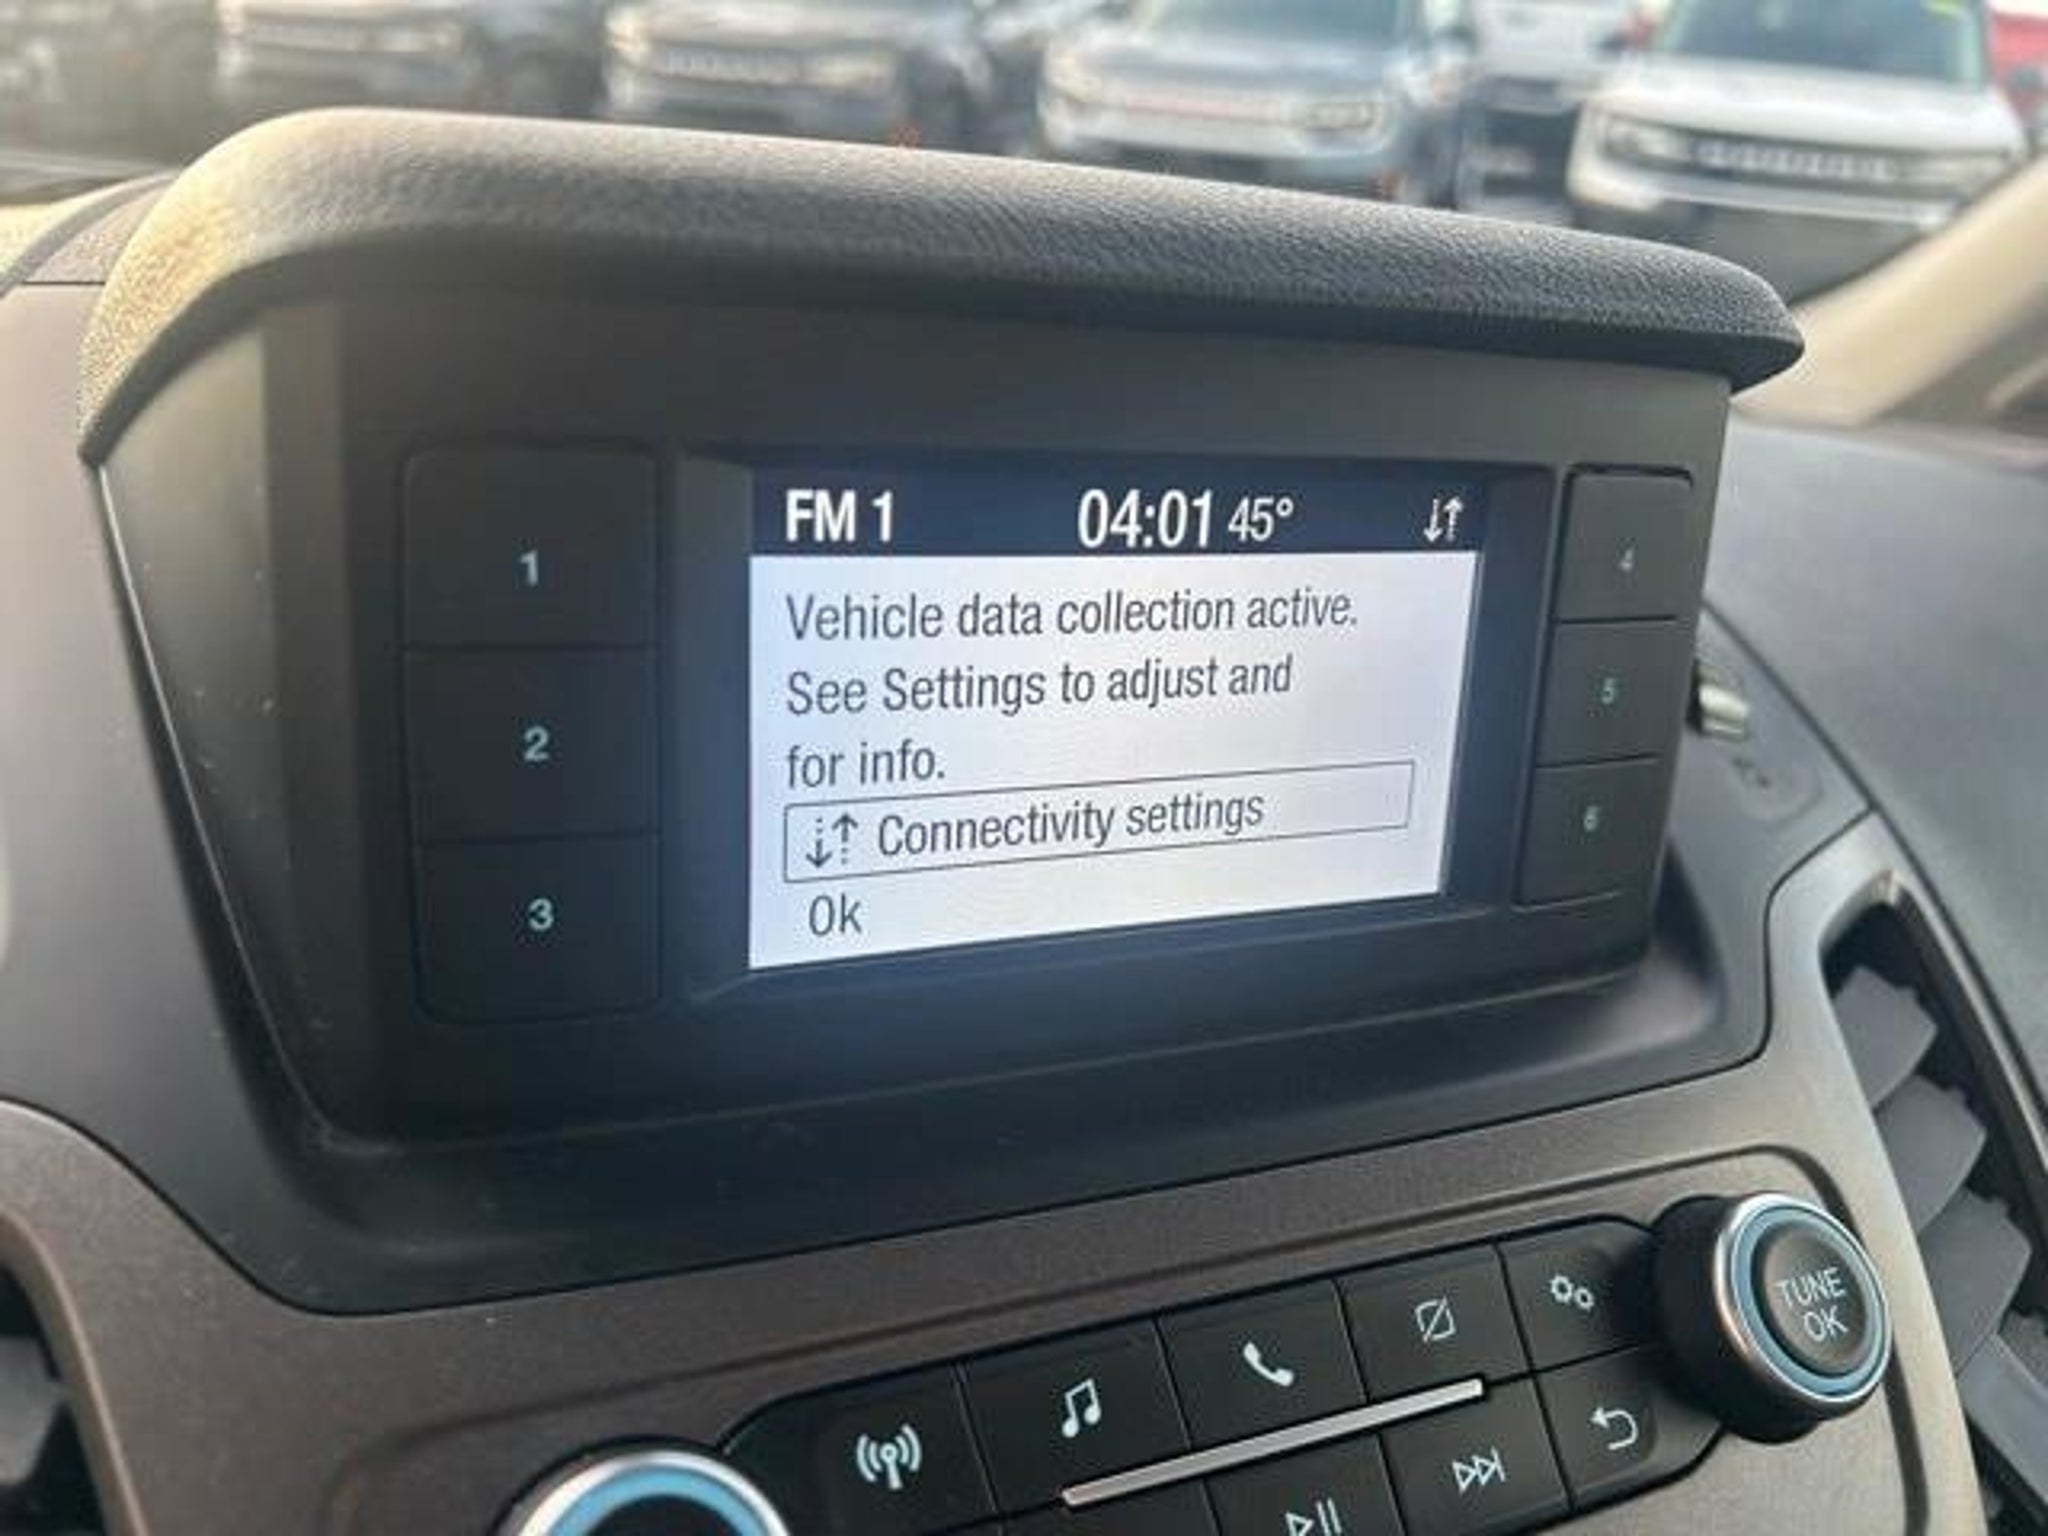 FM 1 04:01 45°
Vehicle data collection active.
See Settings to adjust and
for info.
Connectivity settings
Ok
1
2
3
4
5
6
TUNE
OK